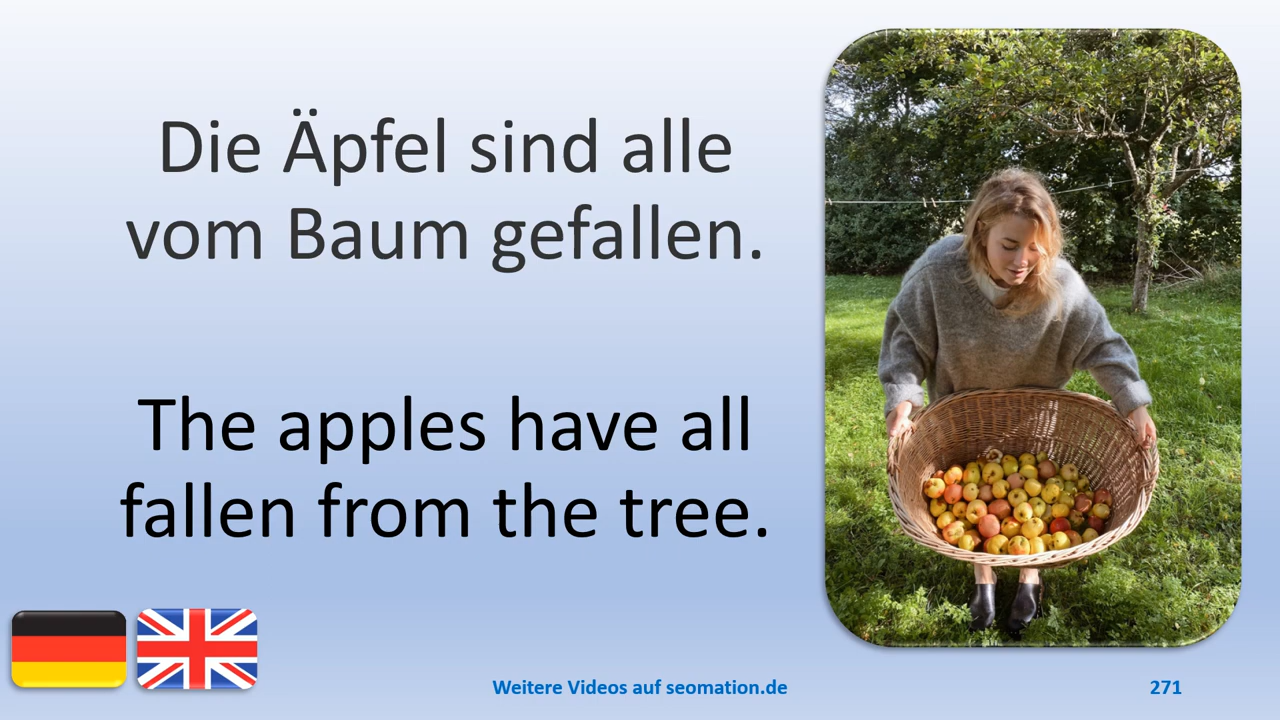 Die Äpfel sind alle
vom Baum gefallen.
The apples have all
fallen from the tree.
Weitere Videos auf seomation.de
271